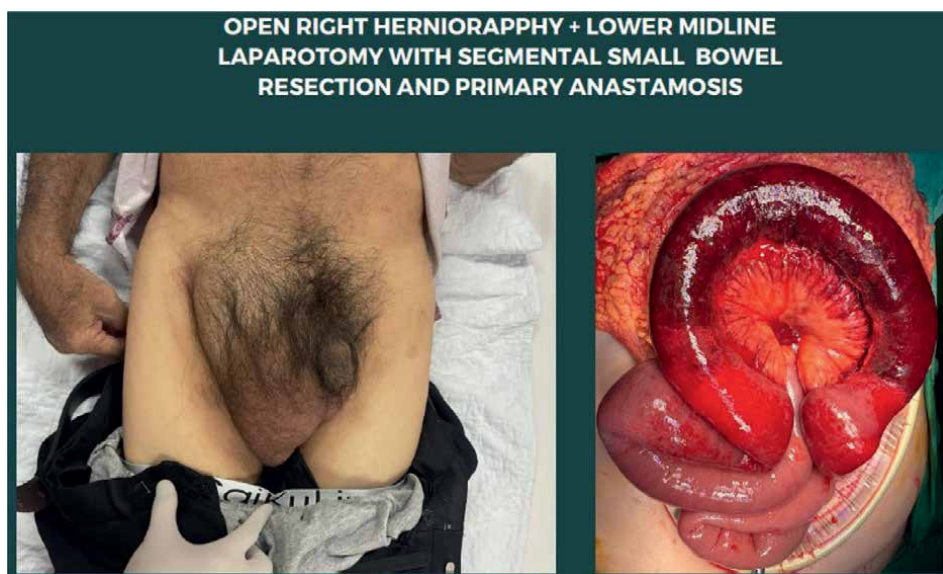 OPEN RIGHT HERNIORAPPHY + LOWER MIDLINE
LAPAROTOMY WITH SEGMENTAL SMALL BOWEL
RESECTION AND PRIMARY ANASTAMOSIS